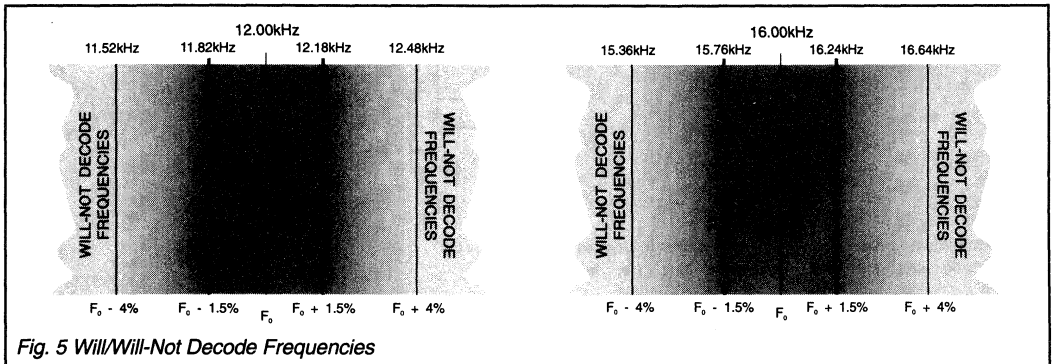 12.00kHz
11.52kHz 11.82kHz 12.18kHz 12.48kHz
WILL-NOT DECODE
FREQUENCIES
WILL-NOT DECODE
FREQUENCIES
F₀ - 4% F₀ - 1.5% F₀ F₀ + 1.5% F₀ + 4%
16.00kHz
15.36kHz 15.76kHz 16.24kHz 16.64kHz
WILL-NOT DECODE
FREQUENCIES
WILL-NOT DECODE
FREQUENCIES
F₀ - 4% F₀ - 1.5% F₀ F₀ + 1.5% F₀ + 4%
Fig. 5 Will/Will-Not Decode Frequencies